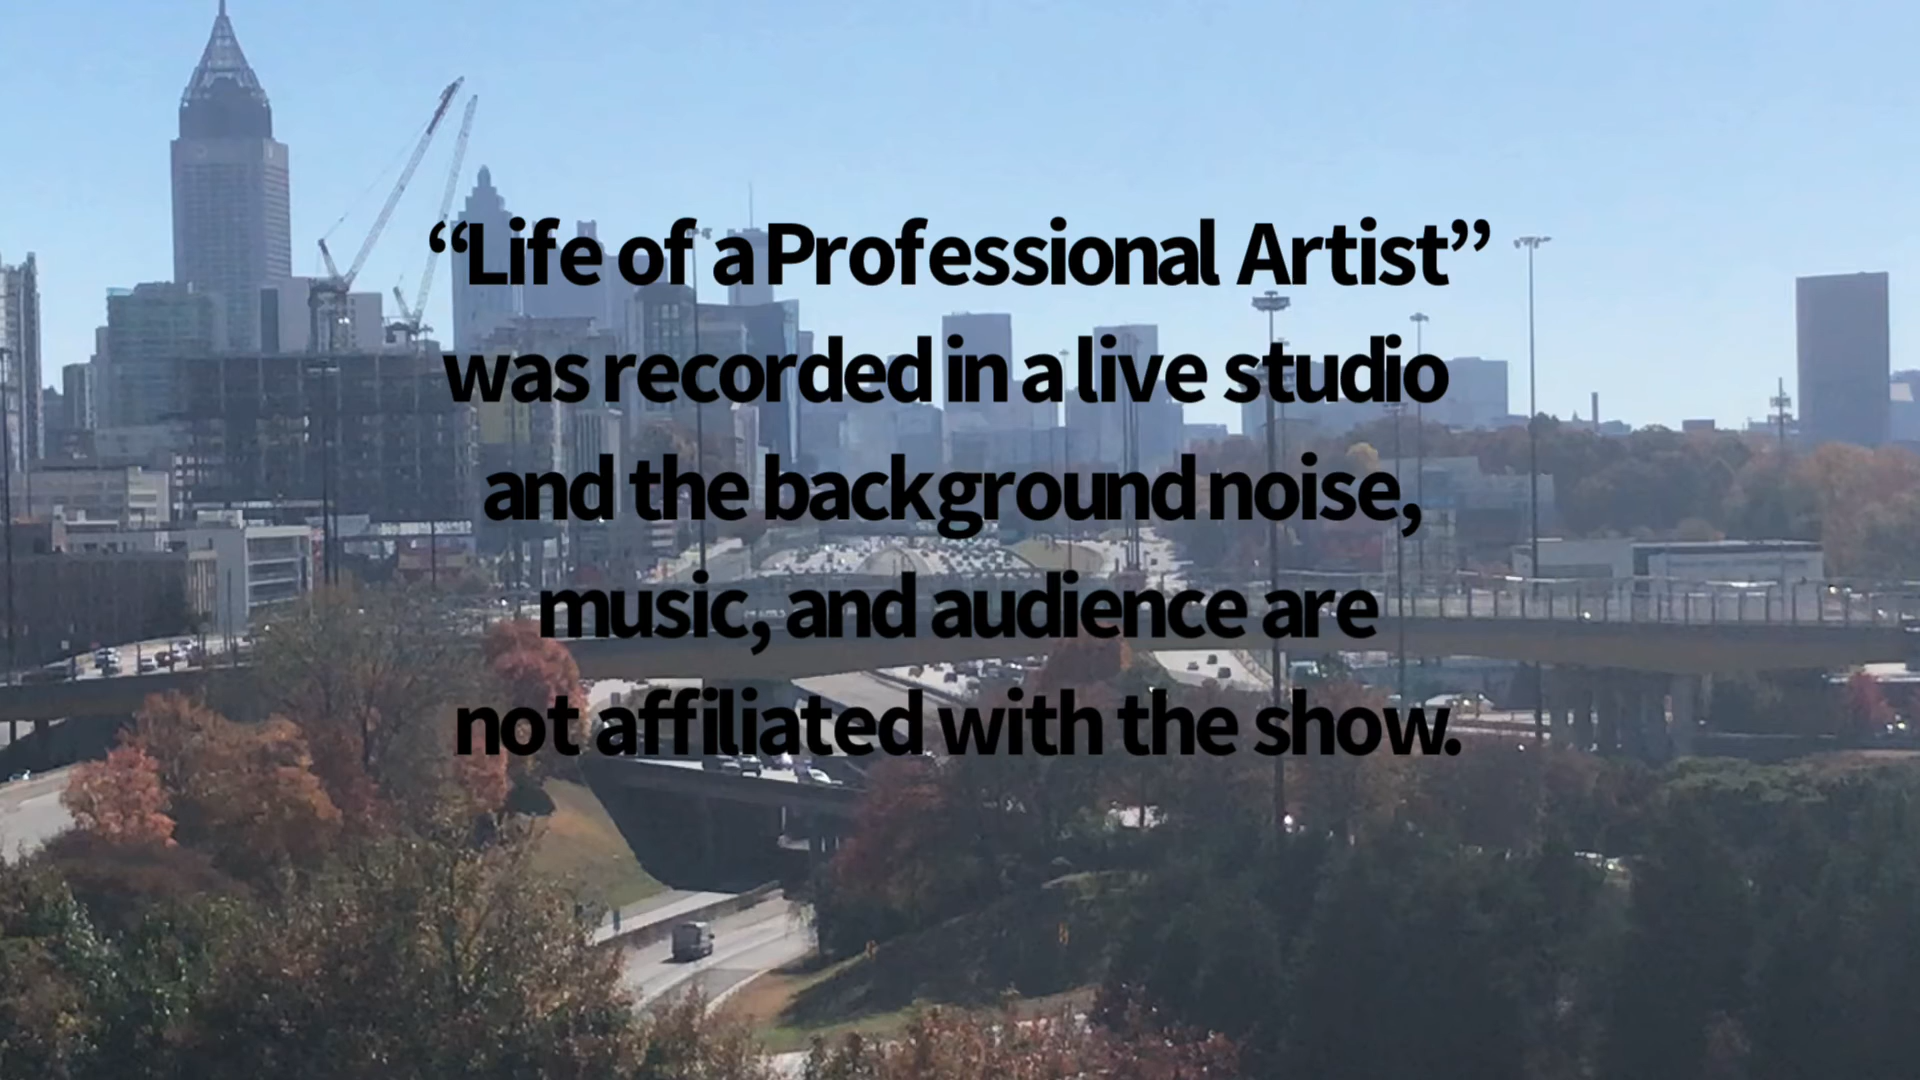 “Life of a Professional Artist”
was recorded in a live studio
and the background noise,
music, and audience are
not affiliated with the show.